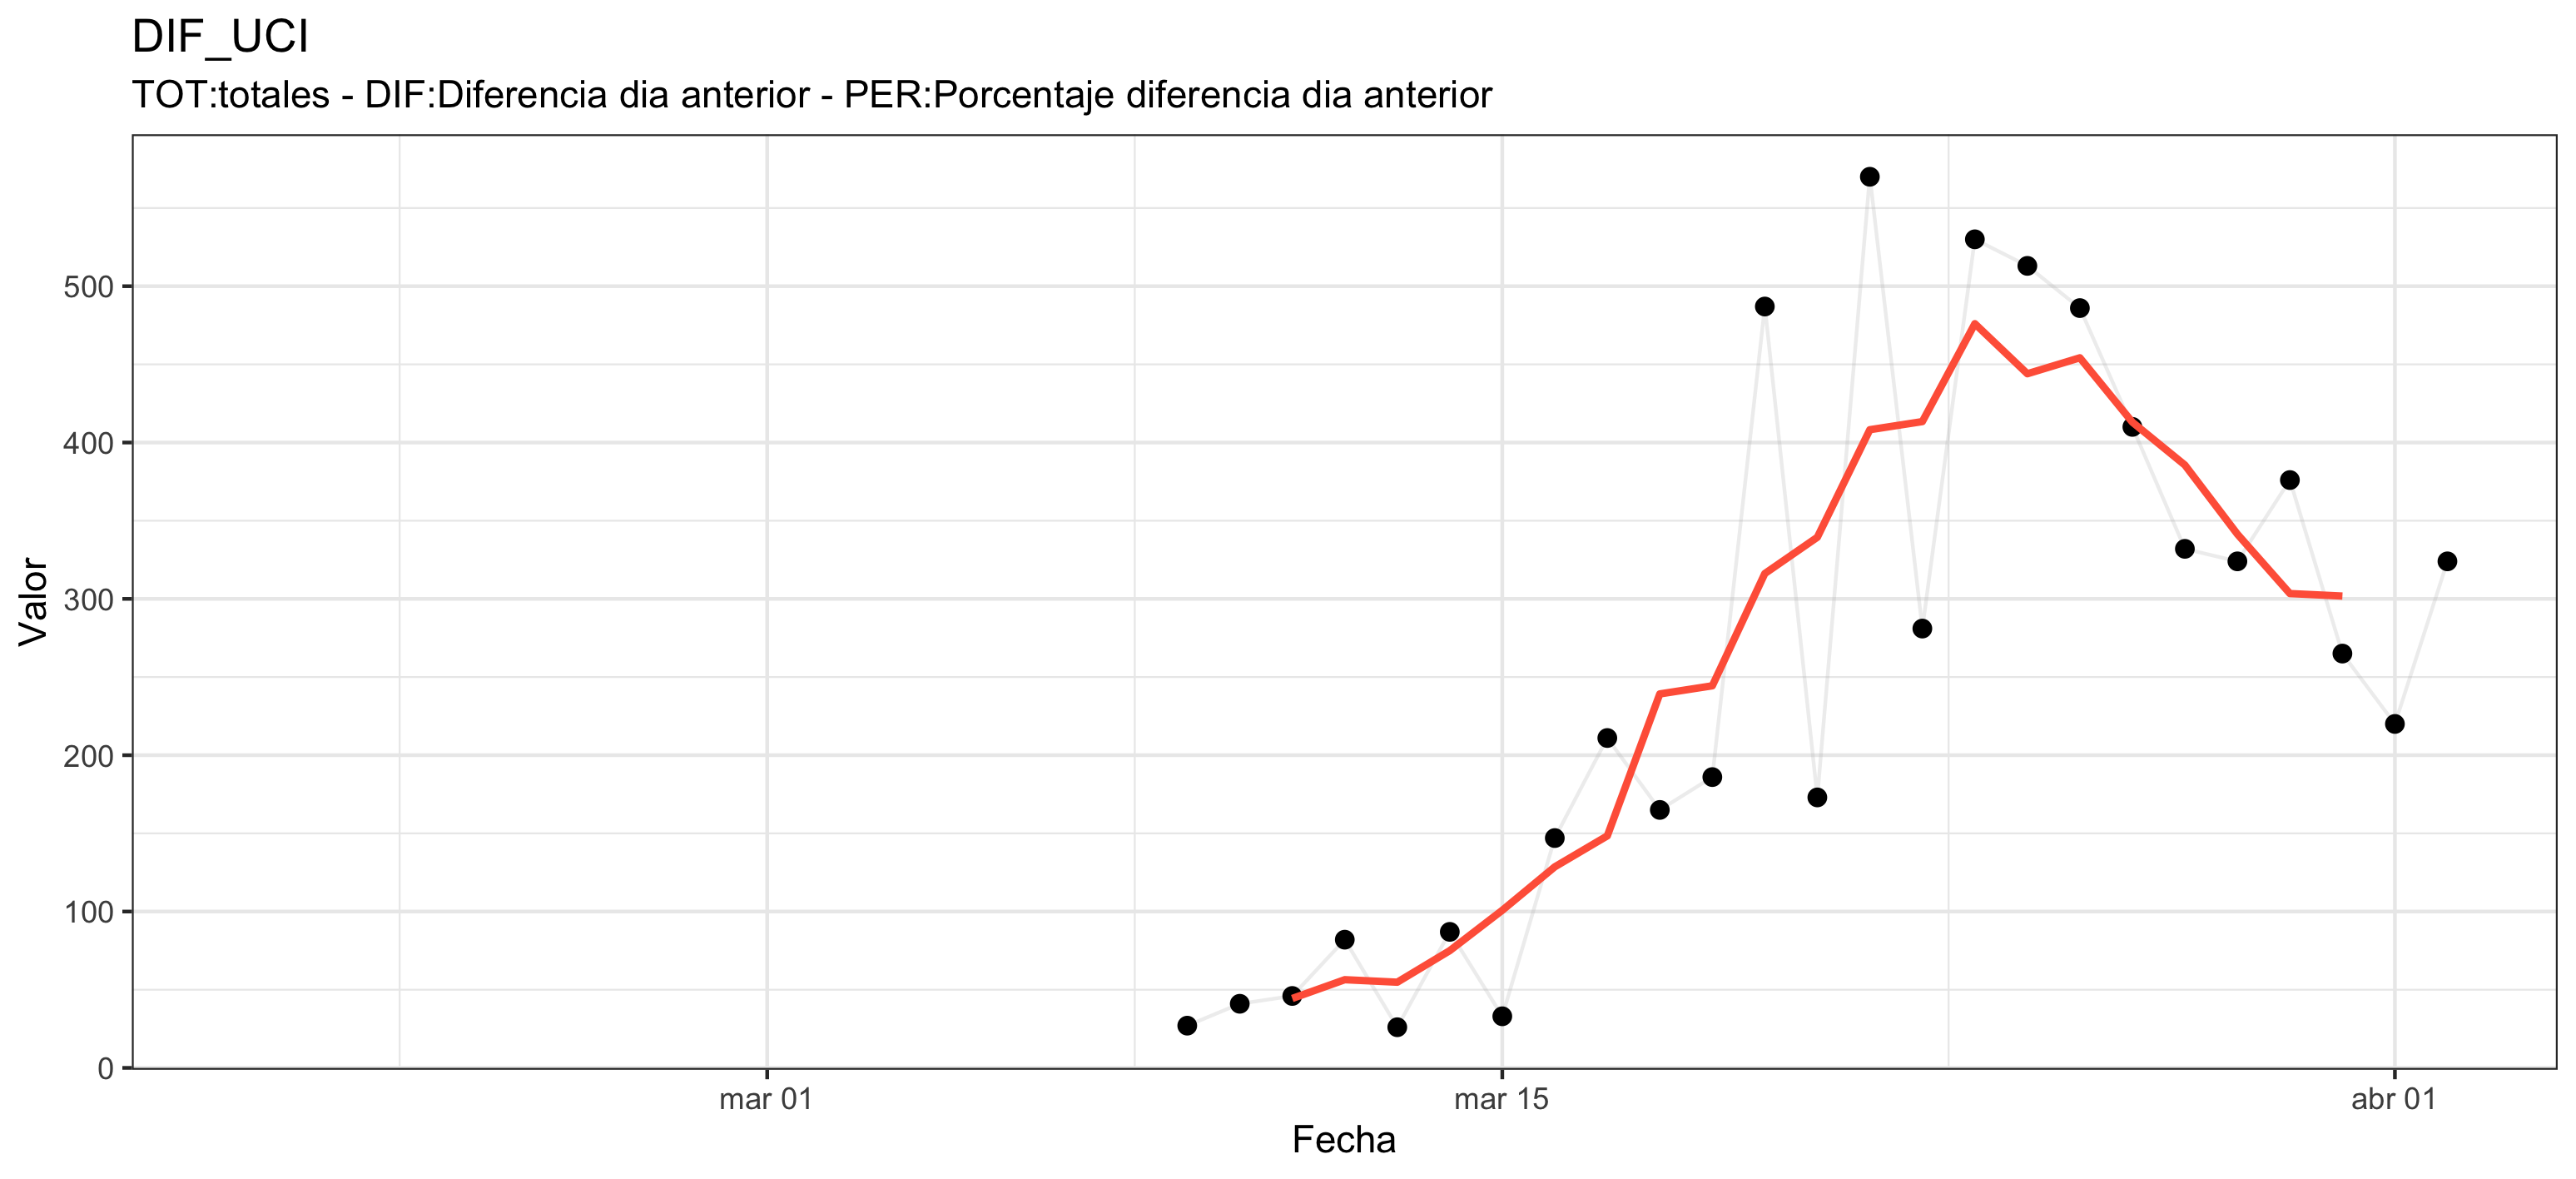 DIF_UCI
TOT:totales - DIF:Diferencia dia anterior - PER:Porcentaje diferencia dia anterior
Valor
500
400
300
200
100
0
mar 01
mar 15
abr 01
Fecha